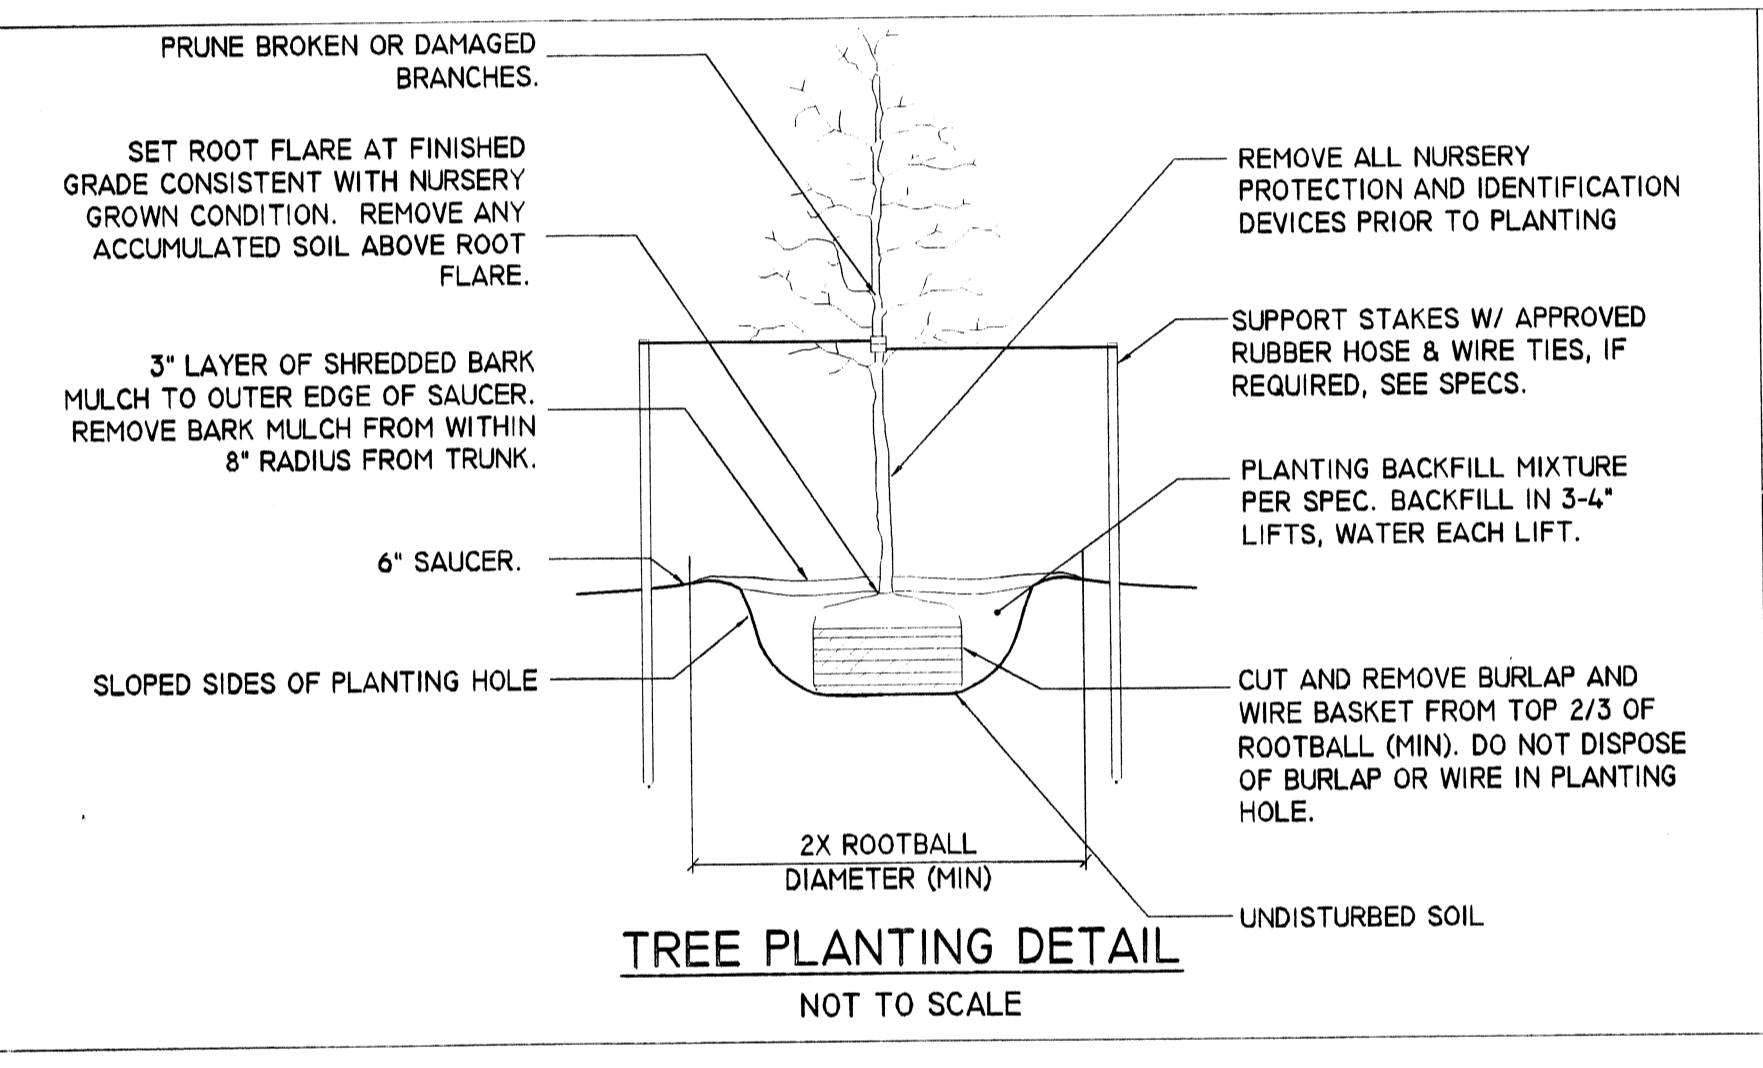 PRUNE BROKEN OR DAMAGED
BRANCHES.
SET ROOT FLARE AT FINISHED
GRADE CONSISTENT WITH NURSERY
GROWN CONDITION. REMOVE ANY
ACCUMULATED SOIL ABOVE ROOT
FLARE.
3" LAYER OF SHREDDED BARK
MULCH TO OUTER EDGE OF SAUCER.
REMOVE BARK MULCH FROM WITHIN
8" RADIUS FROM TRUNK.
6" SAUCER.
SLOPED SIDES OF PLANTING HOLE
REMOVE ALL NURSERY
PROTECTION AND IDENTIFICATION
DEVICES PRIOR TO PLANTING
SUPPORT STAKES W/ APPROVED
RUBBER HOSE & WIRE TIES, IF
REQUIRED, SEE SPECS.
PLANTING BACKFILL MIXTURE
PER SPEC. BACKFILL IN 3-4"
LIFTS, WATER EACH LIFT.
CUT AND REMOVE BURLAP AND
WIRE BASKET FROM TOP 2/3 OF
ROOTBALL (MIN). DO NOT DISPOSE
OF BURLAP OR WIRE IN PLANTING
HOLE.
UNDISTURBED SOIL
2X ROOTBALL
DIAMETER (MIN)
TREE PLANTING DETAIL
NOT TO SCALE